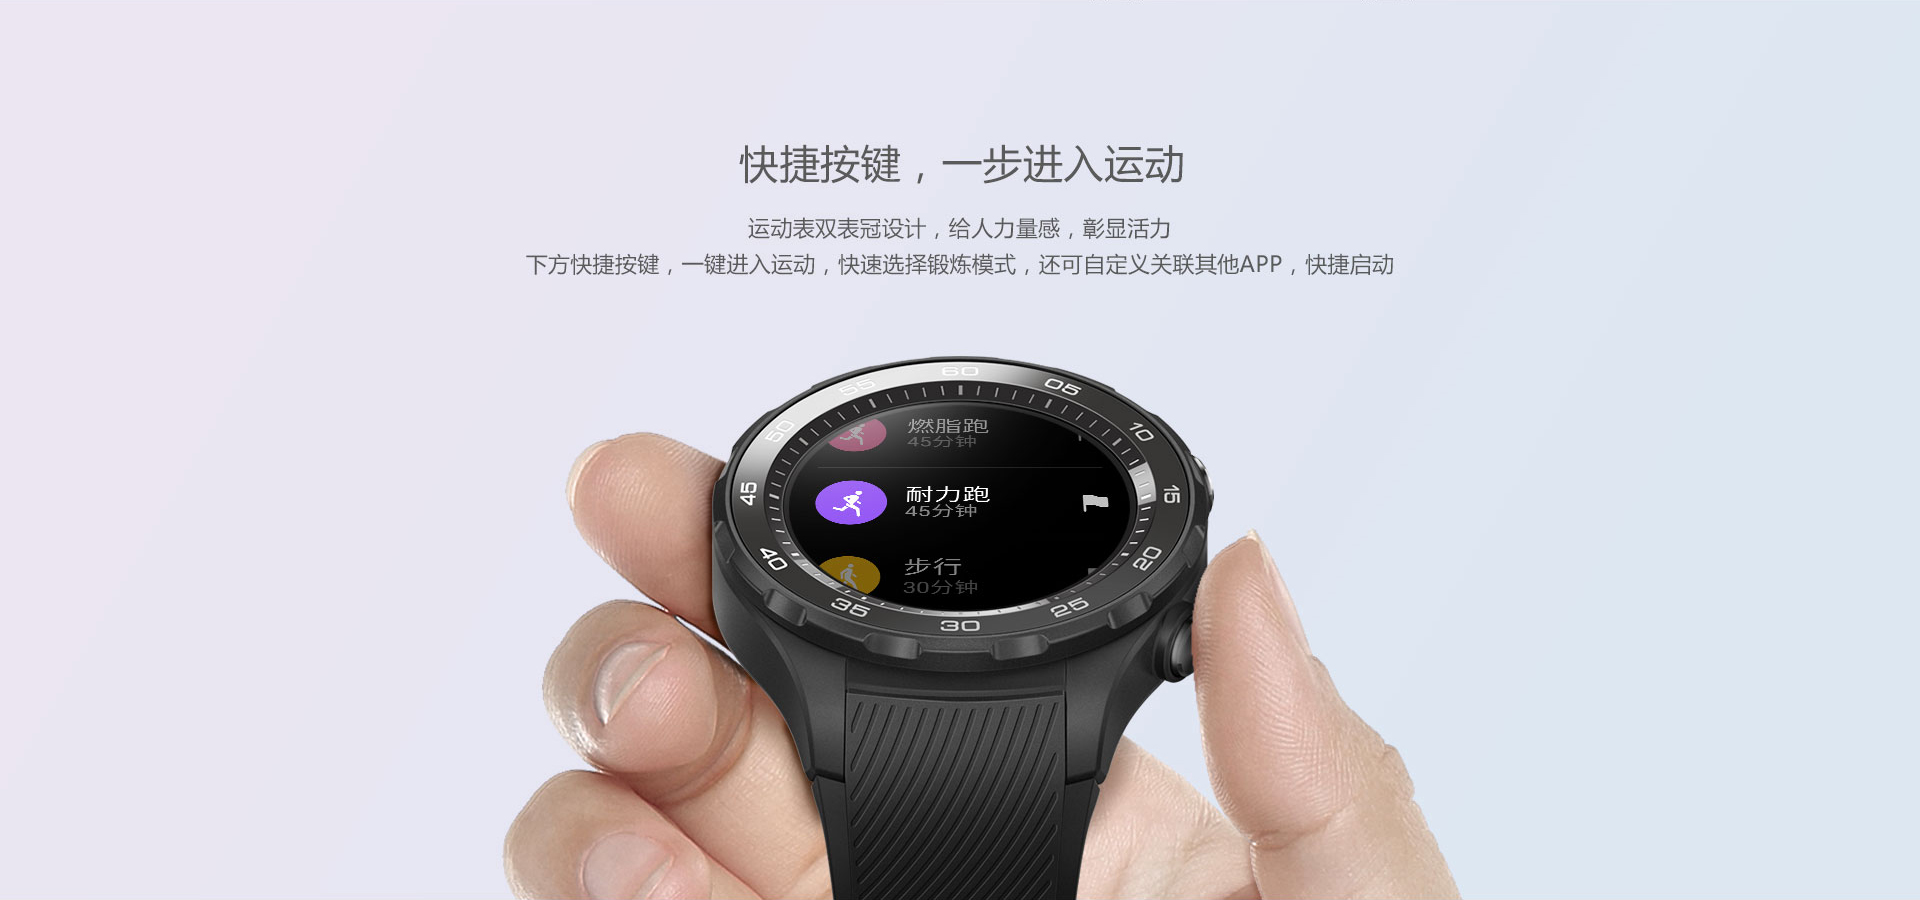 快捷按键，一步进入运动
运动表双表冠设计，给人力量感，彰显活力
下方快捷按键，一键进入运动，快速选择锻炼模式，还可自定义关联其他APP，快捷启动
60
55
05
50
10
45
15
40
20
35
25
30
燃脂跑
45分钟
耐力跑
45分钟
步行
30分钟